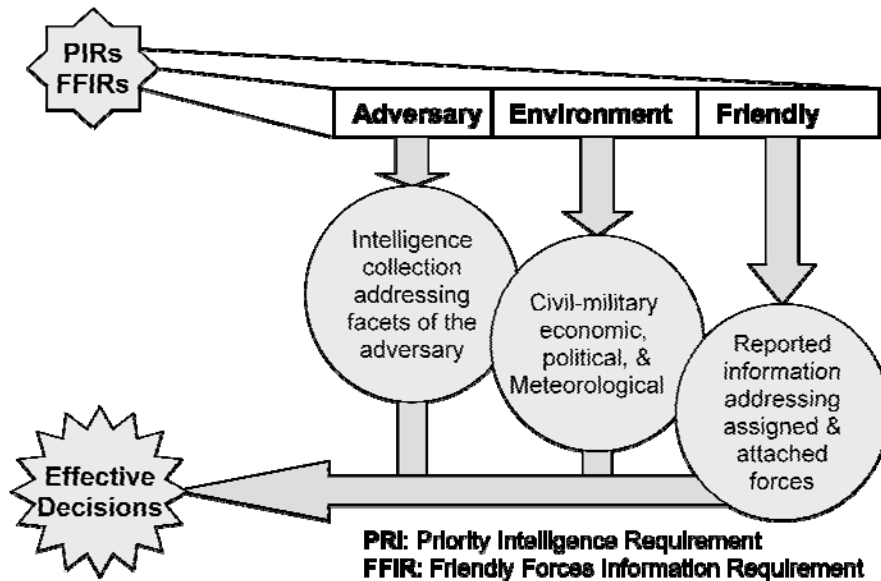 PIRs
FFIRs
Adversary
Environment
Friendly
Intelligence
collection
addressing
facets of the
adversary
Civil-military
economic,
political, &
Meteorological
Reported
information
addressing
assigned &
attached
forces
Effective
Decisions
PRI: Priority Intelligence Requirement
FFIR: Friendly Forces Information Requirement